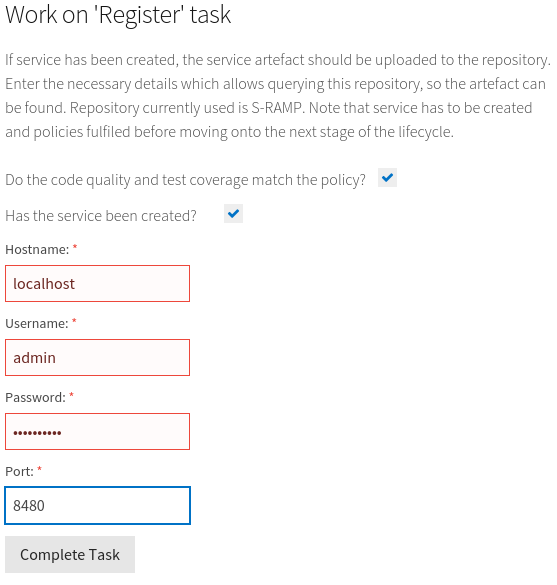 Work on 'Register' task
If service has been created, the service artefact should be uploaded to the repository.
Enter the necessary details which allows querying this repository, so the artefact can
be found. Repository currently used is S-RAMP. Note that service has to be created
and policies fulfiled before moving onto the next stage of the lifecycle.
Do the code quality and test coverage match the policy?
Has the service been created?
Hostname: *
localhost
Username: *
admin
Password: *
••••••••••
Port: *
8480
Complete Task